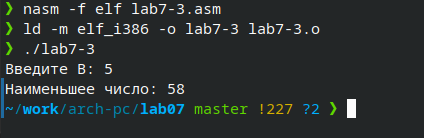 ❯ nasm -f elf lab7-3.asm
❯ ld -m elf_i386 -o lab7-3 lab7-3.o
❯ ./lab7-3
Введите B: 5
Наименьшее число: 58
~/work/arch-pc/lab07 master !227 ?2 ❯